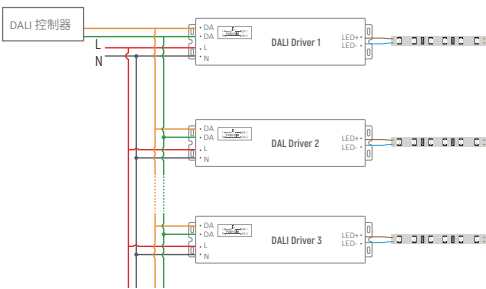 DALI 控制器
L
N
DA
DA
L
N
DALI Driver 1
LED+
LED-
DA
DA
L
N
DAL Driver 2
LED+
LED-
DA
DA
L
N
DALI Driver 3
LED+
LED-